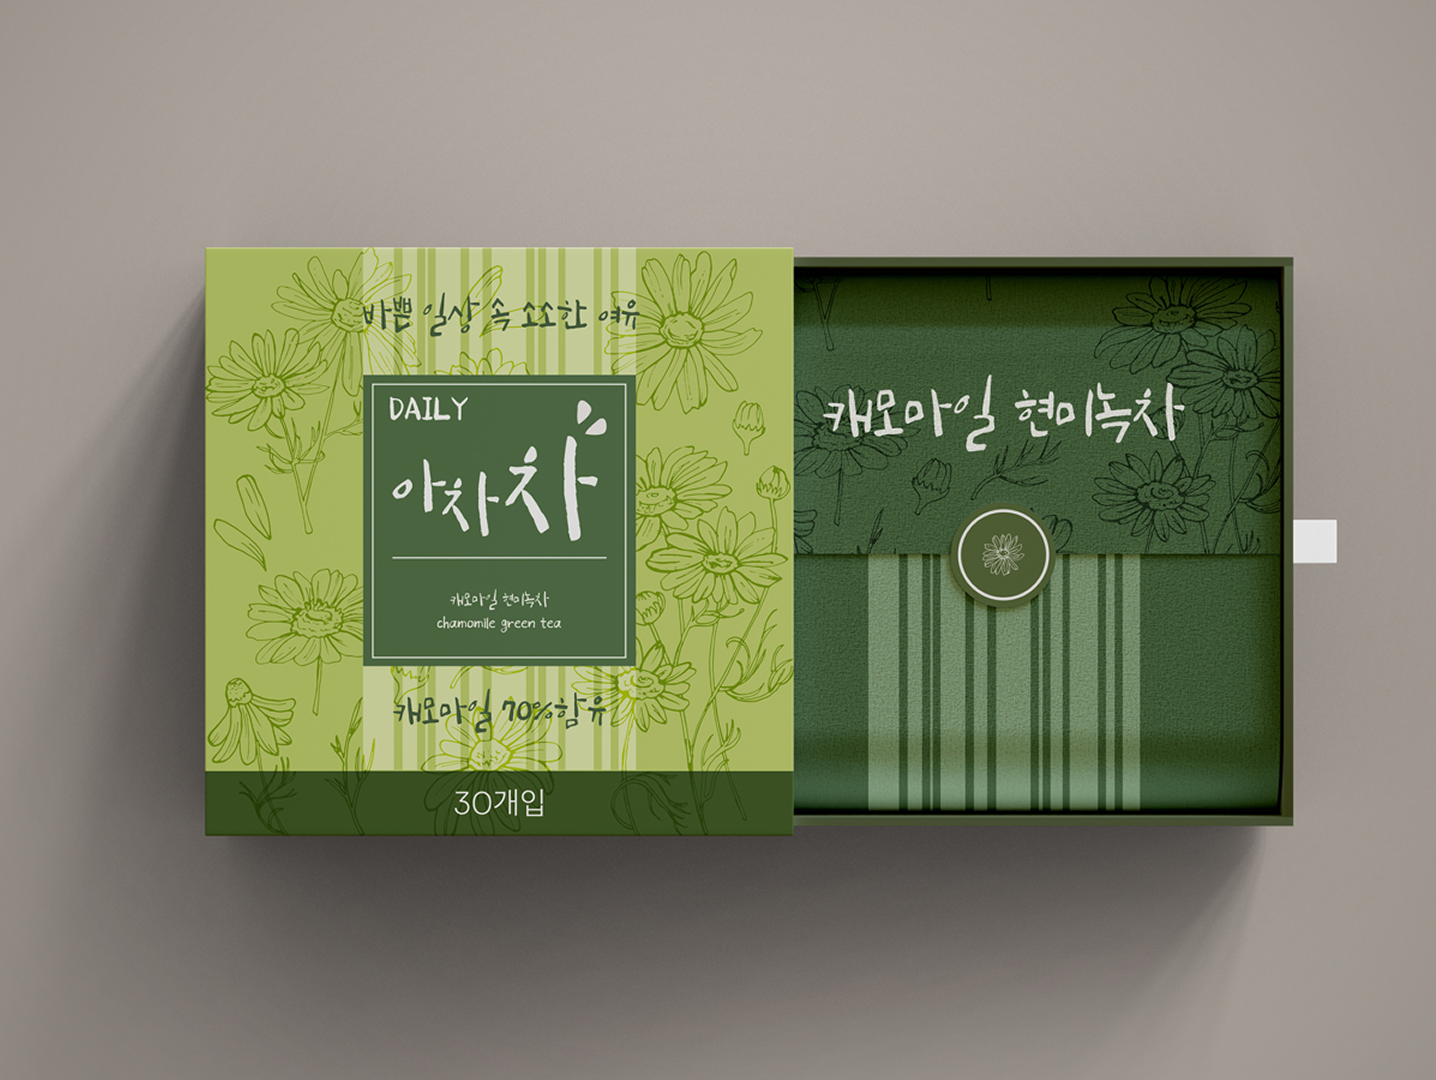 바쁜 일상 속 소소한 여유
DAILY
아차차
캐모마일 현미녹차
chamomile green tea
캐모마일 70%함유
30개입
캐모마일 현미녹차